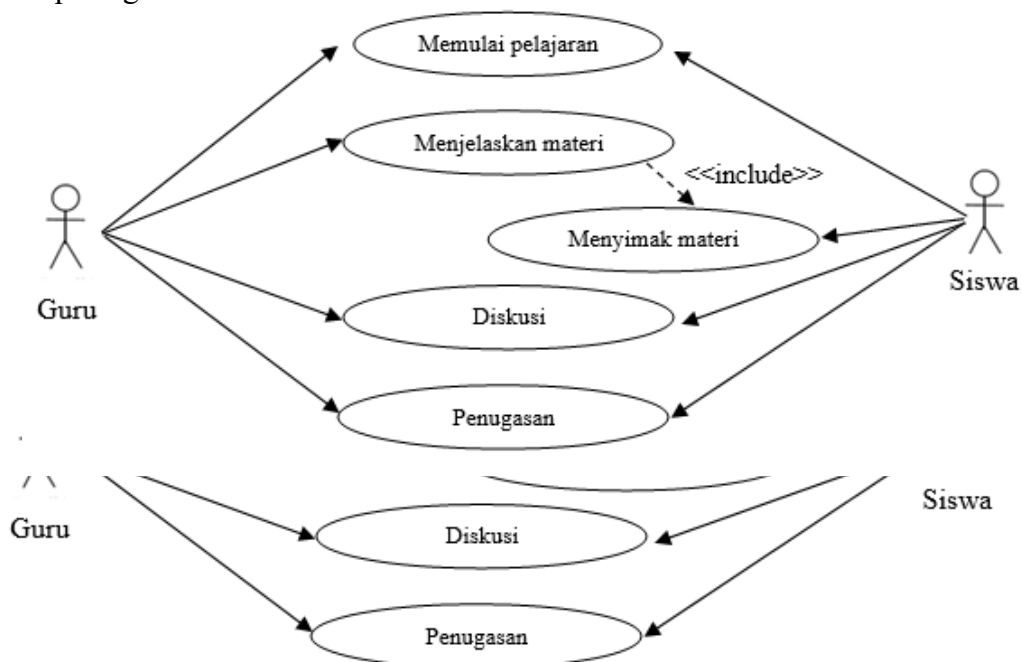 Memulai pelajaran
Menjelaskan materi
<<include>>
Menyimak materi
Siswa
Guru
Diskusi
Penugasan
Siswa
Guru
Diskusi
Penugasan